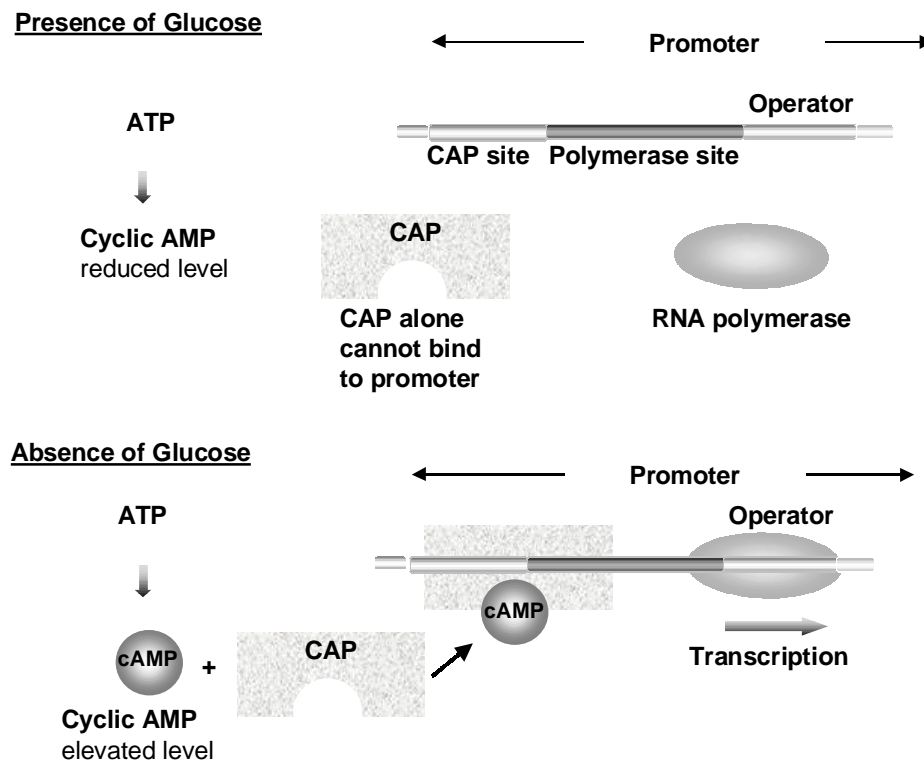 Presence of Glucose
Promoter
ATP
Operator
CAP site
Polymerase site
Cyclic AMP
reduced level
CAP
CAP alone
cannot bind
to promoter
RNA polymerase
Absence of Glucose
Promoter
ATP
Operator
cAMP
cAMP
+
CAP
Transcription
Cyclic AMP
elevated level